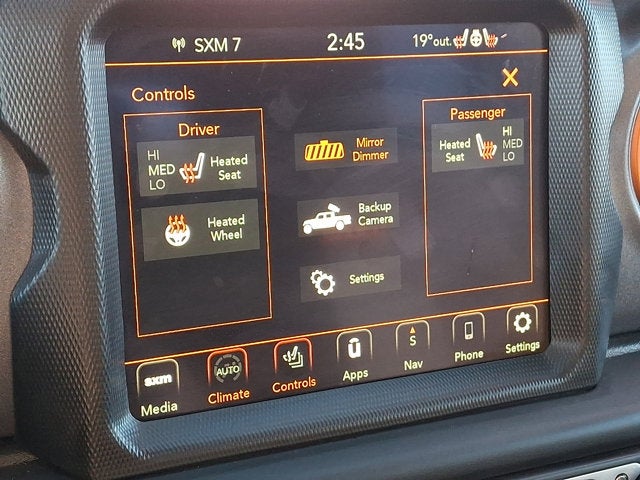 SXM 7
2:45
19°out.
Controls
Driver
HI
MED
LO
Heated
Seat
Heated
Wheel
Mirror
Dimmer
Backup
Camera
Settings
Passenger
Heated
Seat
HI
MED
LO
sxm
Media
AUTO
Climate
Controls
Apps
S
Nav
Phone
Settings